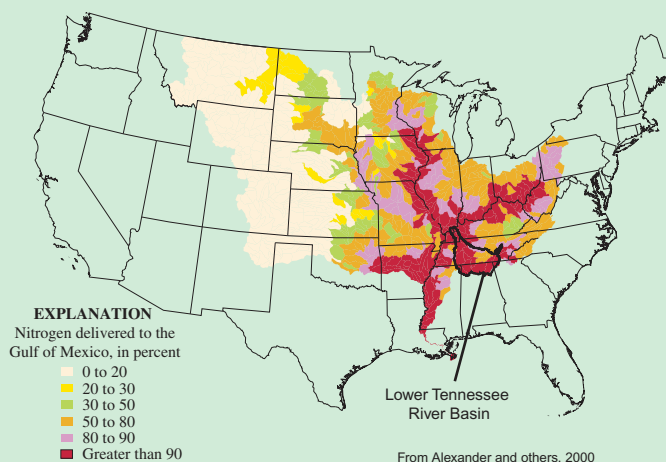 EXPLANATION
Nitrogen delivered to the
Gulf of Mexico, in percent
0 to 20
20 to 30
30 to 50
50 to 80
80 to 90
Greater than 90
Lower Tennessee
River Basin
From Alexander and others, 2000